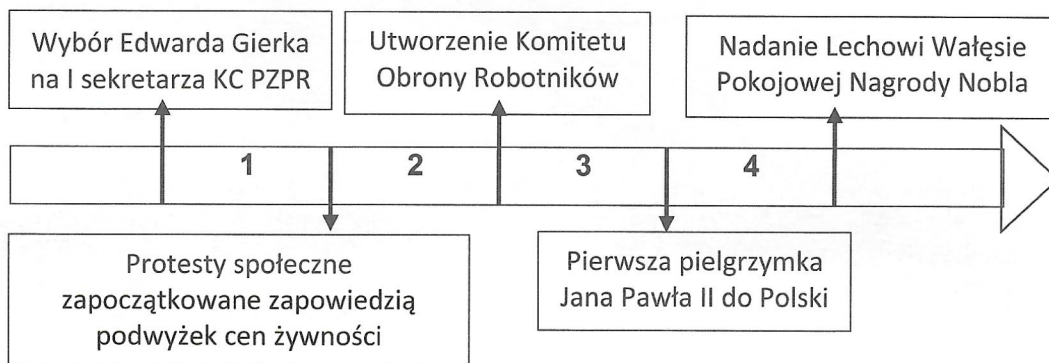 Wybór Edwarda Gierka
na I sekretarza KC PZPR
Utworzenie Komitetu
Obrony Robotników
Nadanie Lechowi Wałęsie
Pokojowej Nagrody Nobla
1
2
3
4
Protesty społeczne
zapoczątkowane zapowiedzią
podwyżek cen żywności
Pierwsza pielgrzymka
Jana Pawła II do Polski